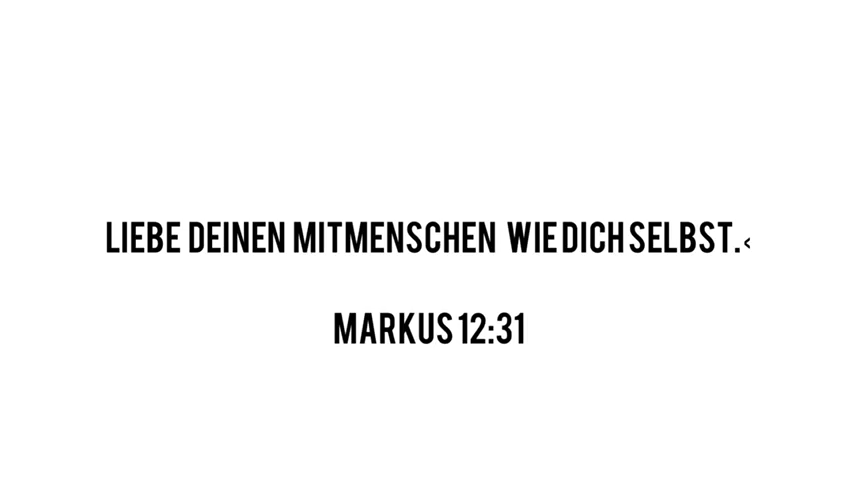 LIEBE DEINEN MITMENSCHEN WIE DICH SELBST.‹
MARKUS 12:31